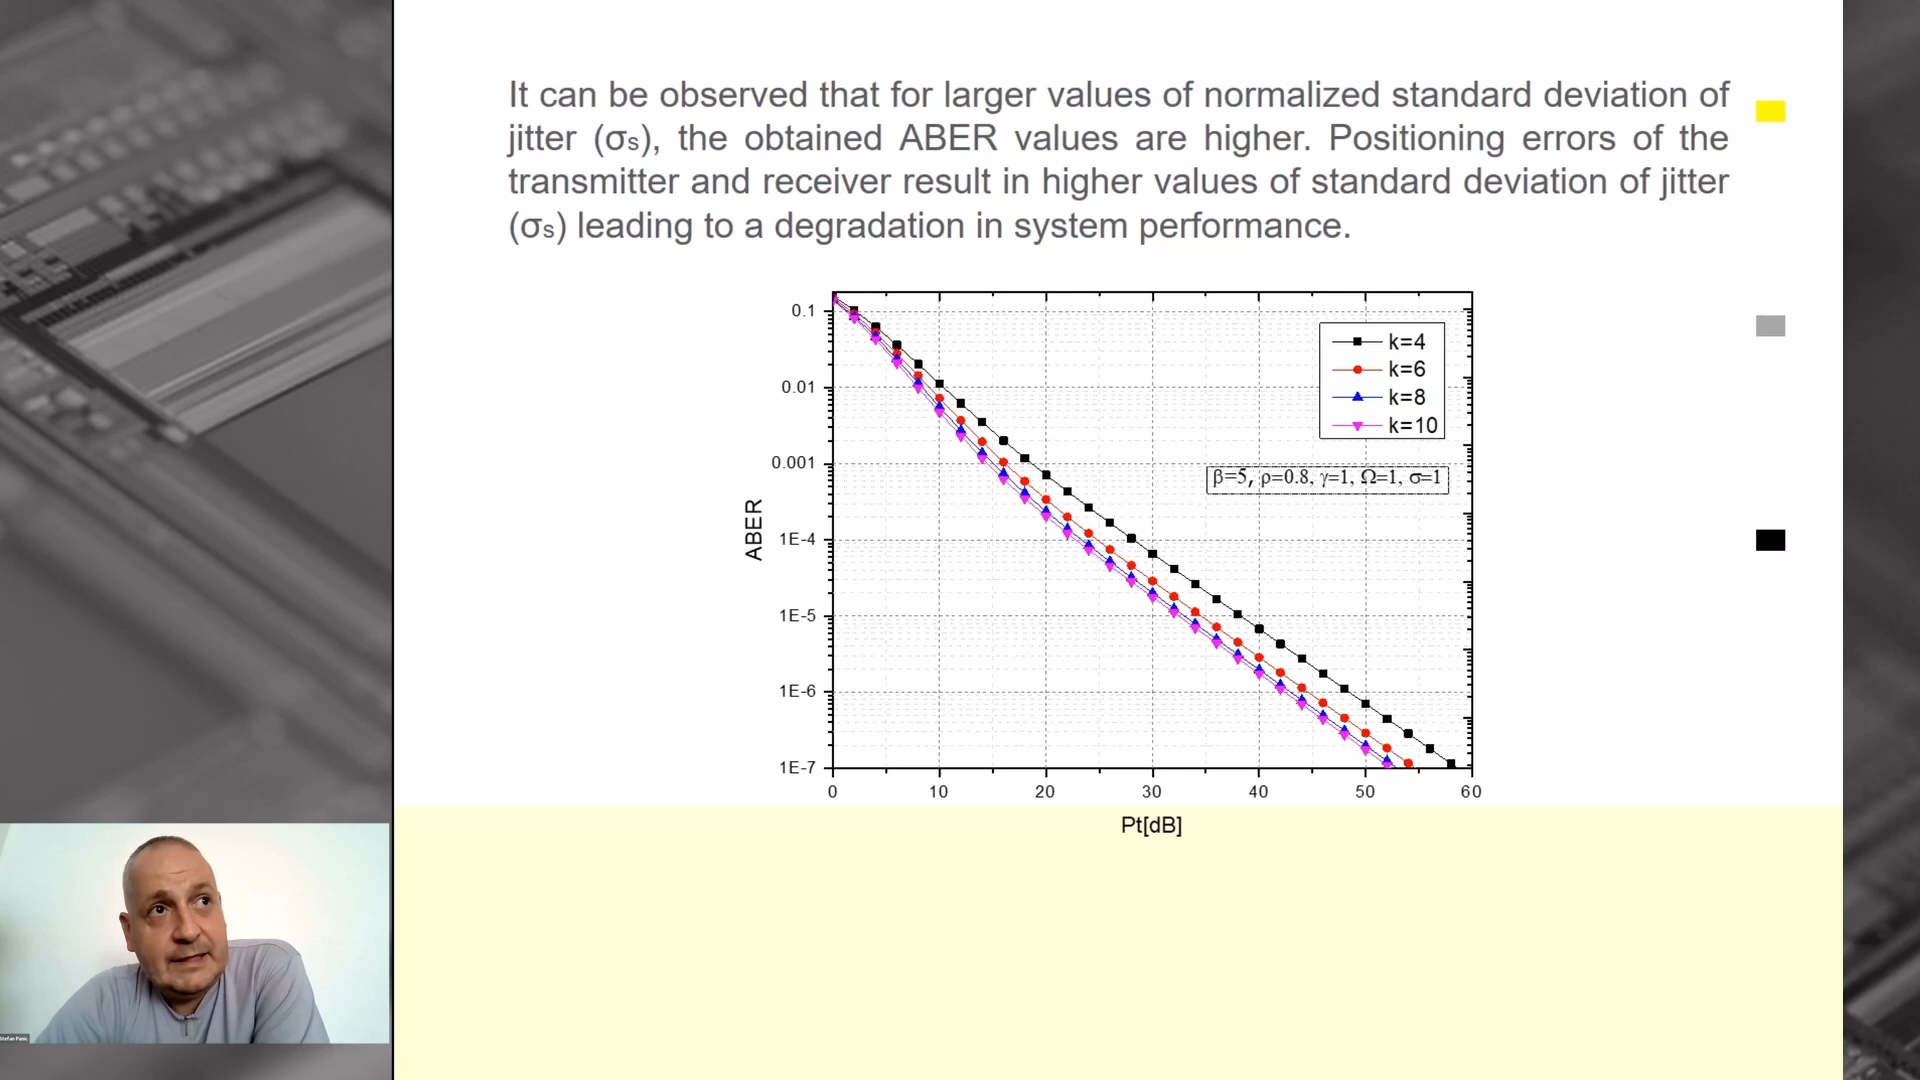 It can be observed that for larger values of normalized standard deviation of
jitter (σs), the obtained ABER values are higher. Positioning errors of the
transmitter and receiver result in higher values of standard deviation of jitter
(σs) leading to a degradation in system performance.
0.1
0.01
0.001
1E-4
1E-5
1E-6
1E-7
ABER
k=4
k=6
k=8
k=10
β=5, ρ=0.8, γ=1, Ω=1, σ=1
0 10 20 30 40 50 60
Pt[dB]
Stefan Panic